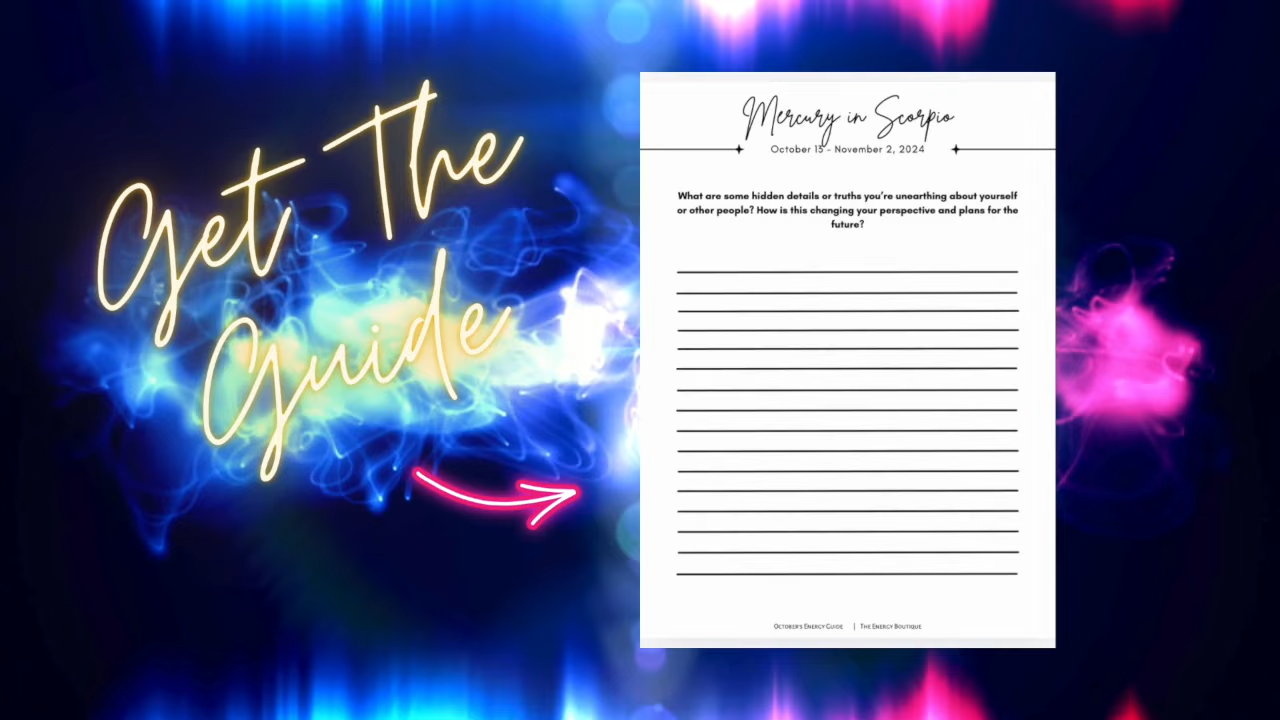 Get The
Guide
Mercury in Scorpio
October 13 - November 2, 2024
What are some hidden details or truths you're unearthing about yourself
or other people? How is this changing your perspective and plans for the
future?
October's Energy Guide | The Energy Boutique